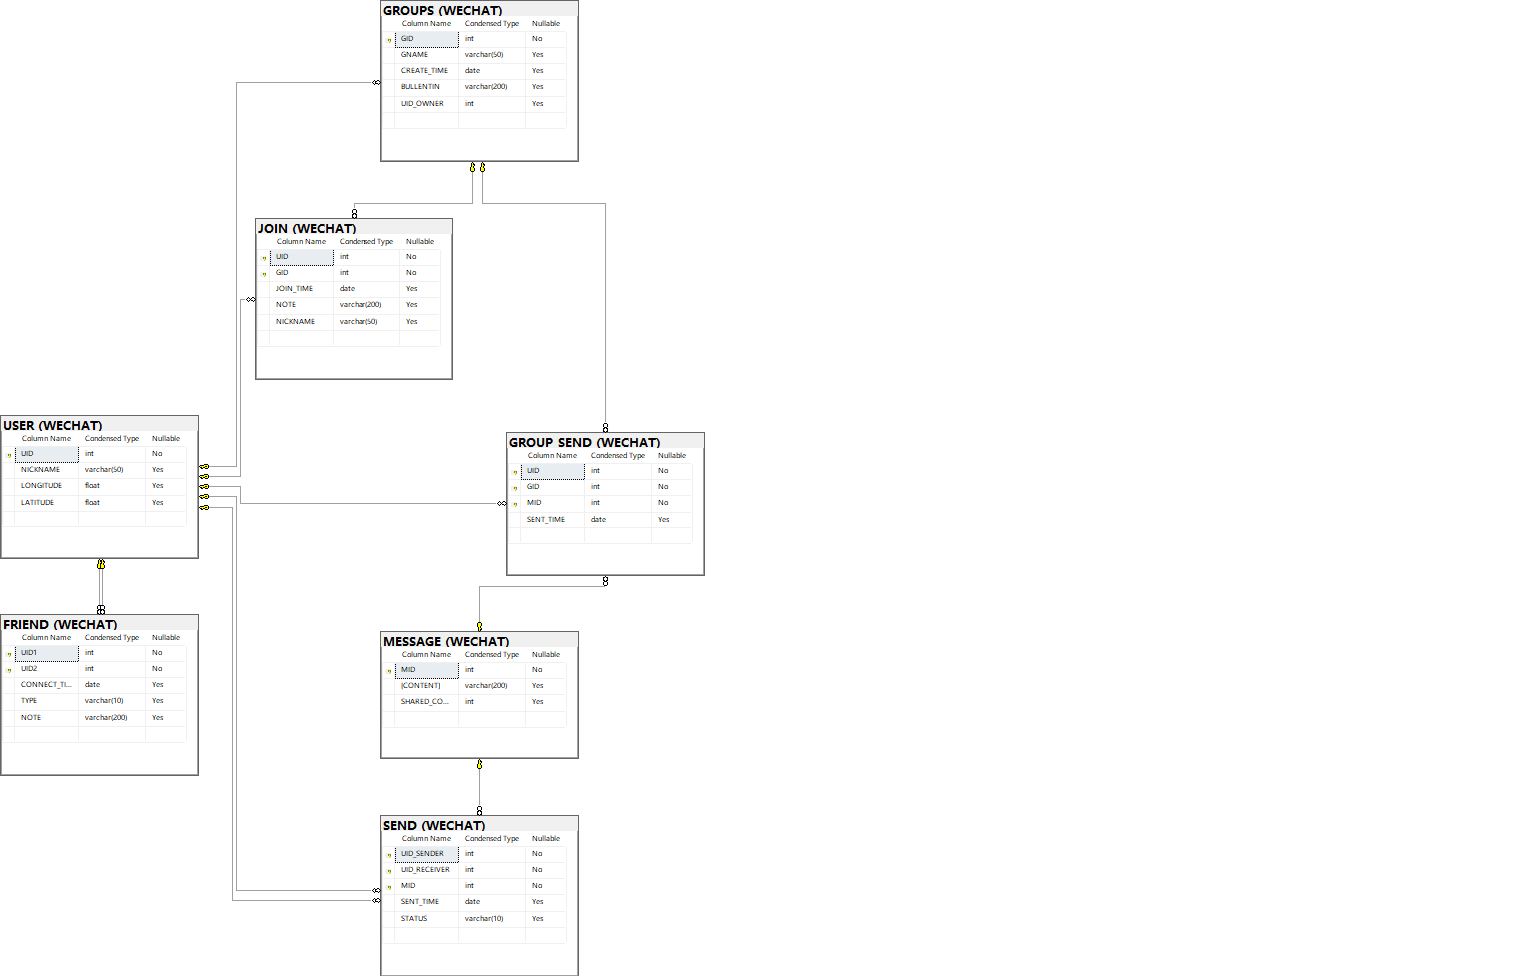 GROUPS (WECHAT)
Column Name Condensed Type Nullable
GID int No
GNAME varchar(50) Yes
CREATE_TIME date Yes
BULLENTIN varchar(200) Yes
UID_OWNER int Yes
JOIN (WECHAT)
Column Name Condensed Type Nullable
UID int No
GID int No
JOIN_TIME date Yes
NOTE varchar(200) Yes
NICKNAME varchar(50) Yes
USER (WECHAT)
Column Name Condensed Type Nullable
UID int No
NICKNAME varchar(50) Yes
LONGITUDE float Yes
LATITUDE float Yes
GROUP SEND (WECHAT)
Column Name Condensed Type Nullable
UID int No
GID int No
MID int No
SENT_TIME date Yes
FRIEND (WECHAT)
Column Name Condensed Type Nullable
UID1 int No
UID2 int No
CONNECT_TI... date Yes
TYPE varchar(10) Yes
NOTE varchar(200) Yes
MESSAGE (WECHAT)
Column Name Condensed Type Nullable
MID int No
[CONTENT] varchar(200) Yes
SHARED_CO... int Yes
SEND (WECHAT)
Column Name Condensed Type Nullable
UID_SENDER int No
UID_RECEIVER int No
MID int No
SENT_TIME date Yes
STATUS varchar(10) Yes